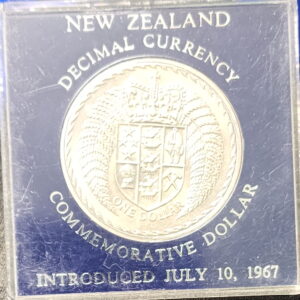 NEW ZEALAND
DECIMAL CURRENCY
ONE DOLLAR
COMMEMORATIVE DOLLAR
INTRODUCED JULY 10, 1967